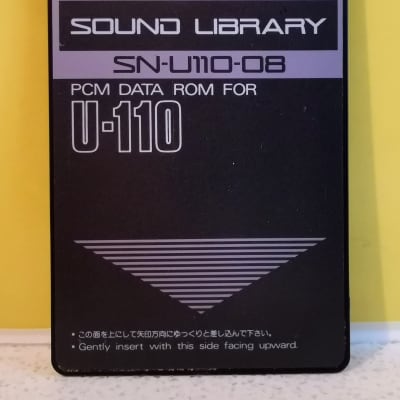 SOUND LIBRARY
SN-U110-08
PCM DATA ROM FOR
U-110
• この面を上にして矢印方向にゆっくりと差し込んで下さい。
• Gently insert with this side facing upward.